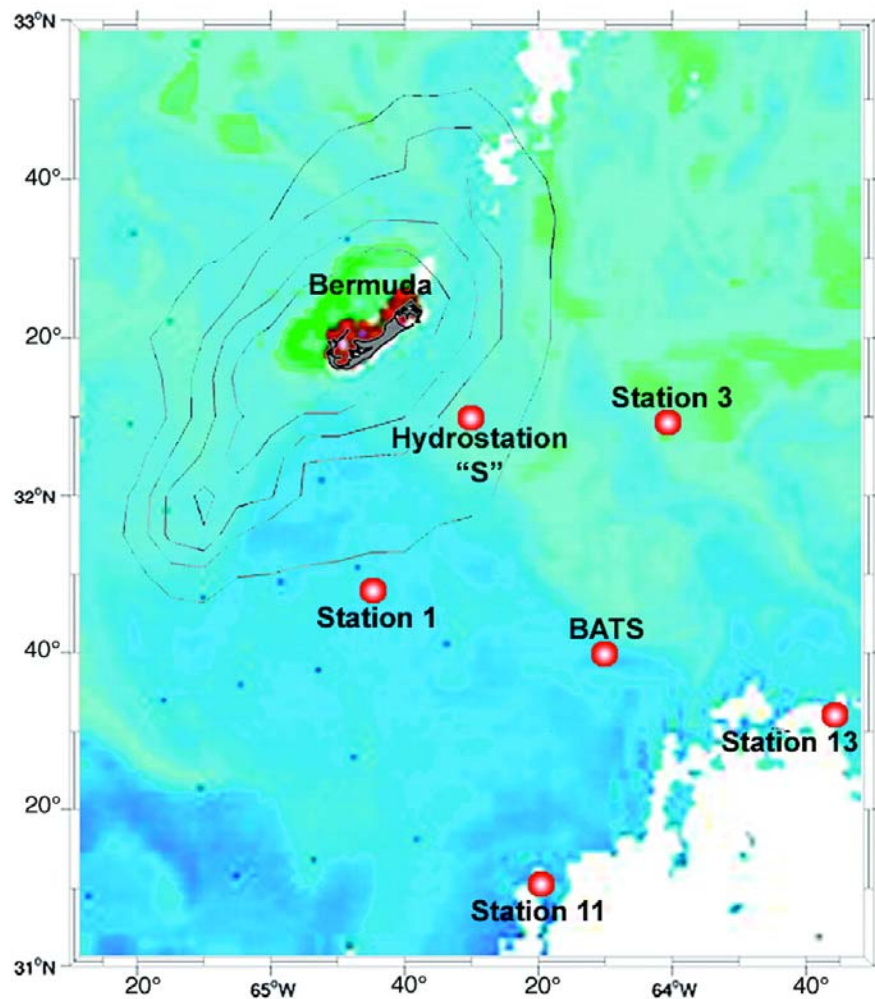 33°N
40°
Bermuda
20°
Station 3
Hydrostation
“S”
32°N
Station 1
BATS
40°
Station 13
20°
Station 11
31°N
20°
65°W
40°
20°
64°W
40°